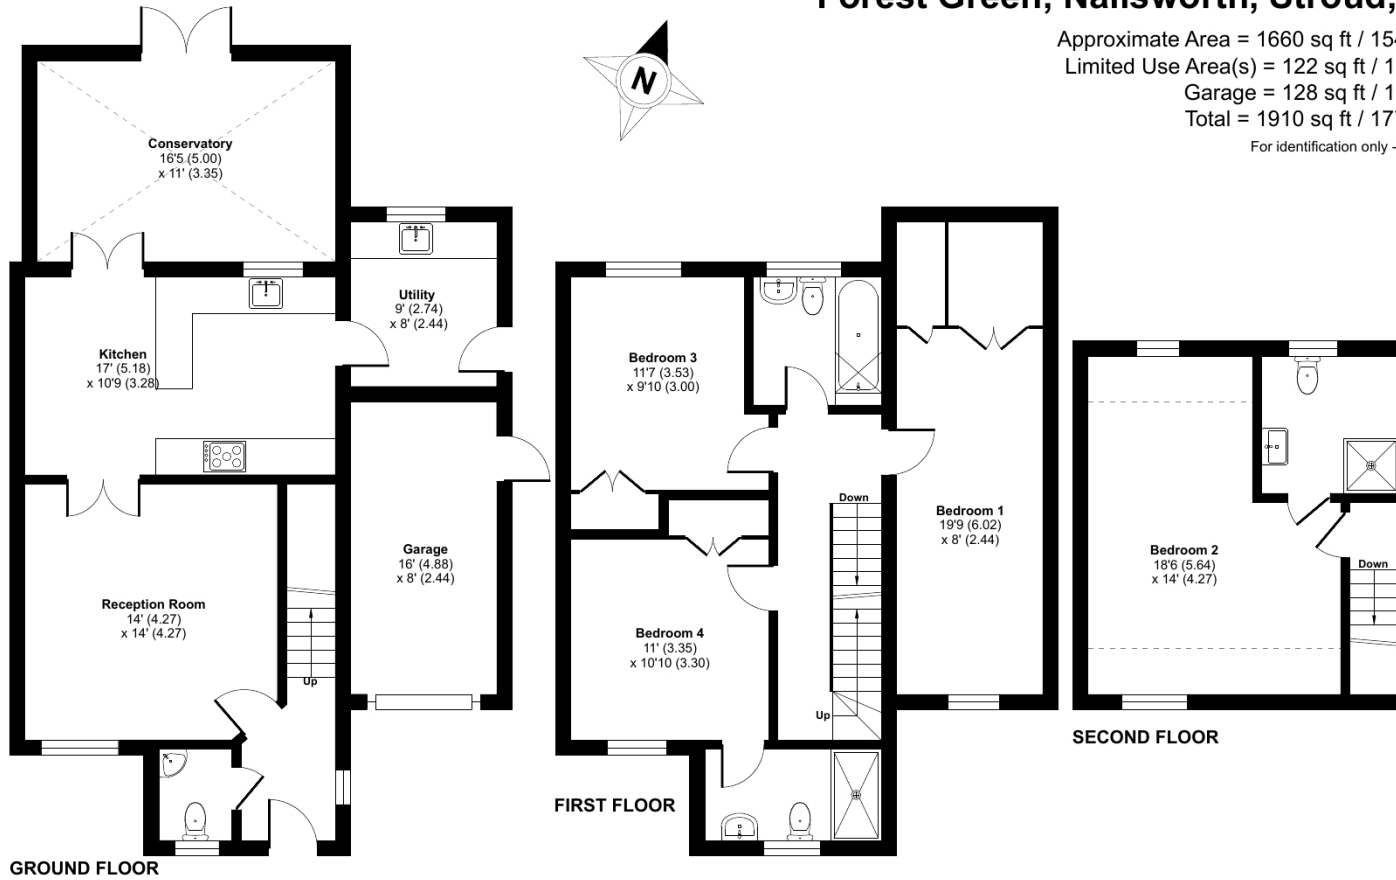 Forest Green, Nailsworth, Stroud,
Approximate Area = 1660 sq ft / 154
Limited Use Area(s) = 122 sq ft / 1
Garage = 128 sq ft / 1
Total = 1910 sq ft / 177
For identification only -
N
Conservatory
16'5 (5.00)
x 11' (3.35)
Utility
9' (2.74)
x 8' (2.44)
Kitchen
17' (5.18)
x 10'9 (3.28)
Garage
16' (4.88)
x 8' (2.44)
Reception Room
14' (4.27)
x 14' (4.27)
Up
GROUND FLOOR
Bedroom 3
11'7 (3.53)
x 9'10 (3.00)
Down
Bedroom 1
19'9 (6.02)
x 8' (2.44)
Bedroom 4
11' (3.35)
x 10'10 (3.30)
Up
FIRST FLOOR
Bedroom 2
18'6 (5.64)
x 14' (4.27)
Down
SECOND FLOOR